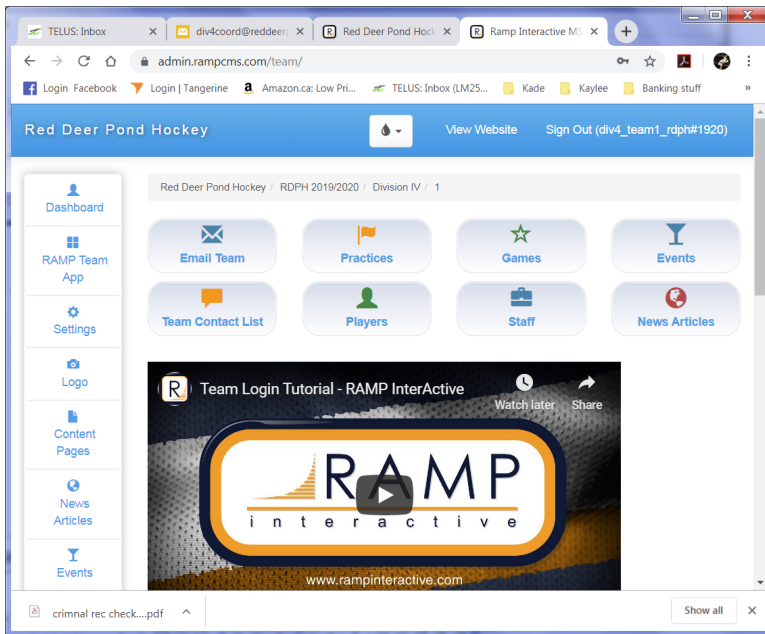 TELUS: Inbox
div4coord@reddeerp
Red Deer Pond Hock
Ramp Interactive MS
admin.rampcms.com/team/
Login Facebook
Login | Tangerine
Amazon.ca: Low Pri...
TELUS: Inbox (LM25...
Kade
Kaylee
Banking stuff
»
Red Deer Pond Hockey
View Website
Sign Out (div4_team1_rdph#1920)
Red Deer Pond Hockey / RDPH 2019/2020 / Division IV / 1
Dashboard
RAMP Team
App
Settings
Logo
Content
Pages
News
Articles
Events
Email Team
Practices
Games
Events
Team Contact List
Players
Staff
News Articles
R
Team Login Tutorial - RAMP InterActive
Watch later
Share
RAMP
interactive
www.rampinteractive.com
crimnal rec check....pdf
Show all